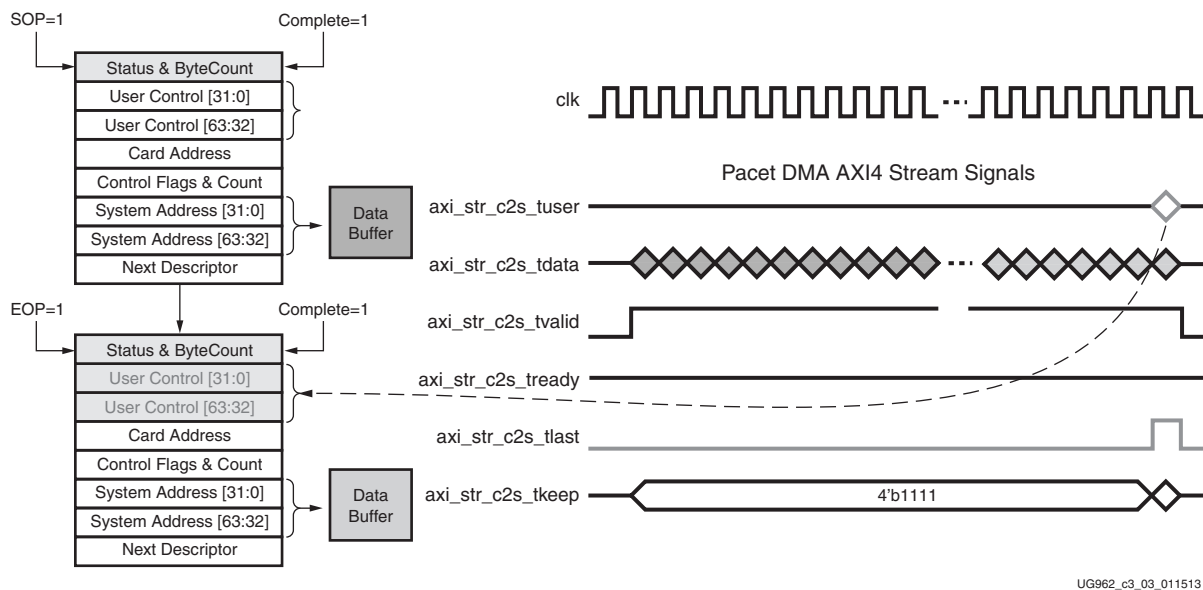 SOP=1
Complete=1
Status & ByteCount
User Control [31:0]
User Control [63:32]
Card Address
Control Flags & Count
System Address [31:0]
System Address [63:32]
Next Descriptor
Data
Buffer
EOP=1
Complete=1
Status & ByteCount
User Control [31:0]
User Control [63:32]
Card Address
Control Flags & Count
System Address [31:0]
System Address [63:32]
Next Descriptor
Data
Buffer
clk
Pacet DMA AXI4 Stream Signals
axi_str_c2s_tuser
axi_str_c2s_tdata
axi_str_c2s_tvalid
axi_str_c2s_tready
axi_str_c2s_tlast
axi_str_c2s_tkeep
4'b1111
UG962_c3_03_011513